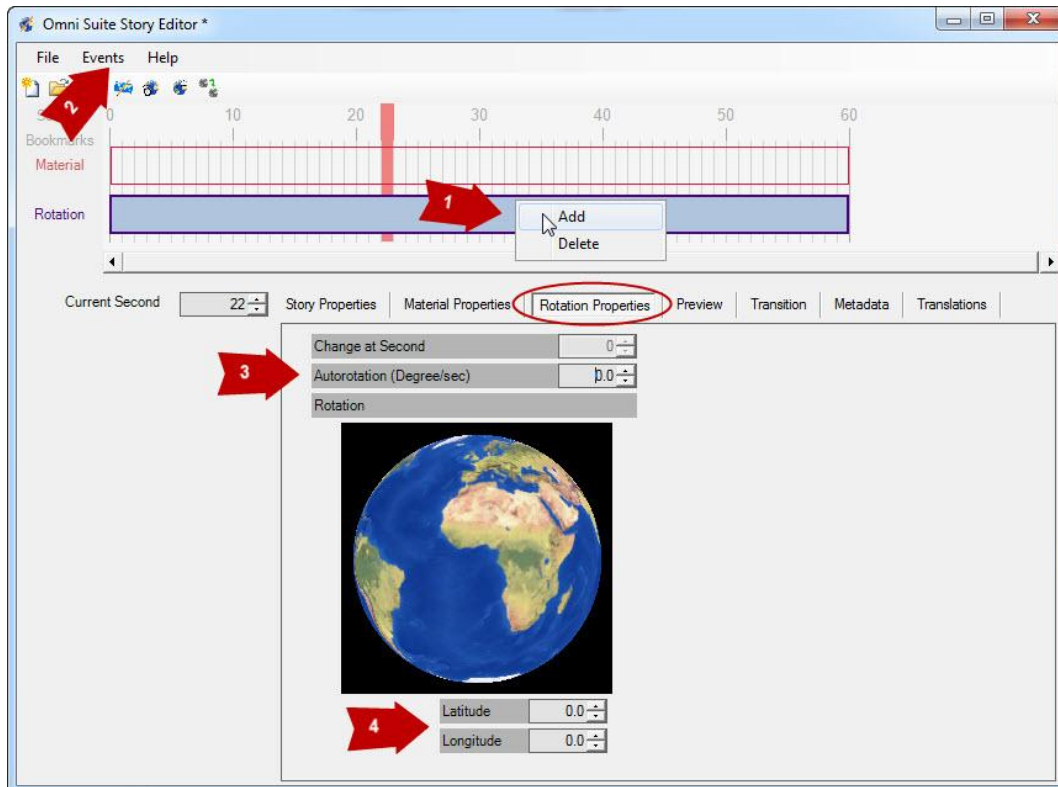 Omni Suite Story Editor *
File Events Help
2
0 10 20 30 40 50 60
Bookmarks
Material
1
Add
Rotation
Delete
Current Second 22 Story Properties Material Properties Rotation Properties Preview Transition Metadata Translations
Change at Second 0
3
Autorotation (Degree/sec) 0.0
Rotation
Latitude 0.0
4
Longitude 0.0